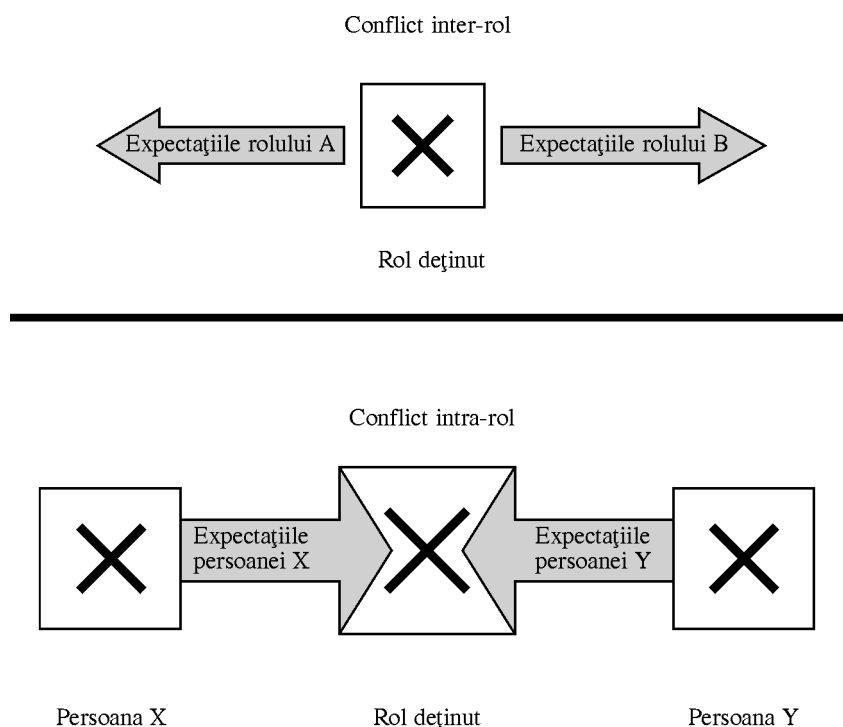 Conflict inter-rol
Expectaţiile rolului A
Expectaţiile rolului B
Rol deţinut
Conflict intra-rol
Expectaţiile
persoanei X
Expectaţiile
persoanei Y
Persoana X
Rol deţinut
Persoana Y